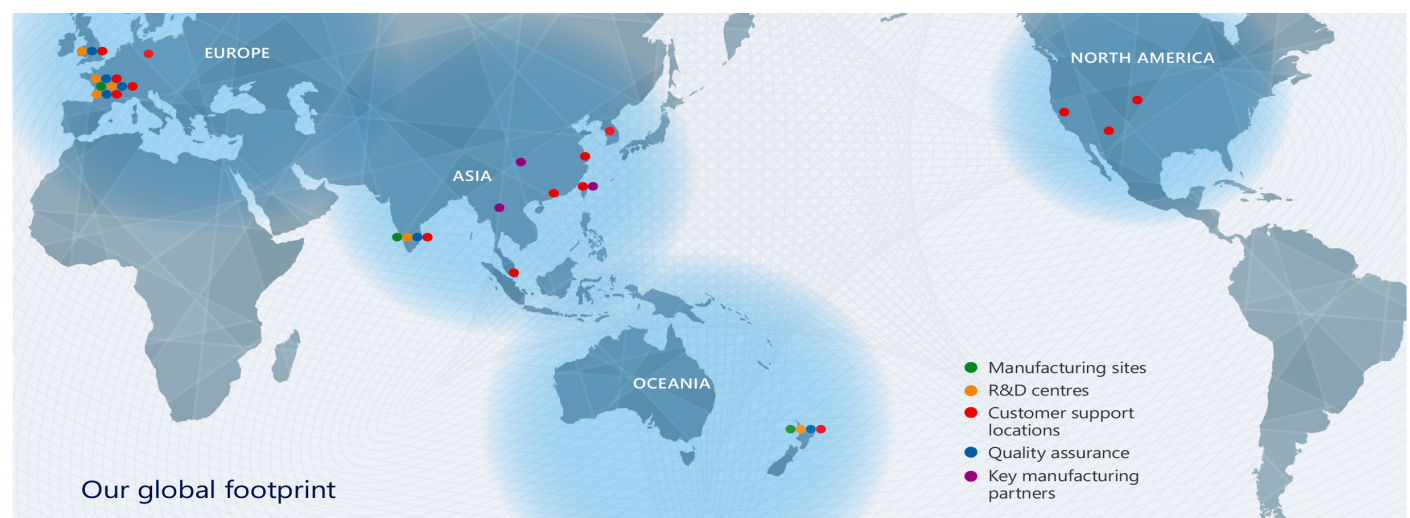 EUROPE
NORTH AMERICA
ASIA
OCEANIA
Manufacturing sites
R&D centres
Customer support
locations
Quality assurance
Key manufacturing
partners
Our global footprint